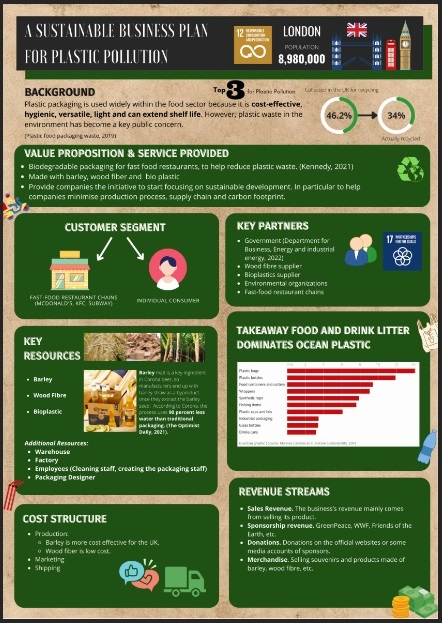 A SUSTAINABLE BUSINESS PLAN
FOR PLASTIC POLLUTION
12 RESPONSIBLE
CONSUMPTION
AND PRODUCTION
LONDON
POPULATION
8,980,000
BACKGROUND
Top 3 for Plastic Pollution
Plastic packaging is used widely within the food sector because it is cost-effective,
hygienic, versatile, light and can extend shelf life. However, plastic waste in the
environment has become a key public concern.
(Plastic food packaging waste, 2019)
Collected in the UK for recycling
46.2%
34%
Actually recycled
VALUE PROPOSITION & SERVICE PROVIDED
Biodegradable packaging for fast food restaurants, to help reduce plastic waste. (Kennedy, 2021)
Made with barley, wood fiber and bio plastic
Provide companies the initiative to start focusing on sustainable development. In particular to help
companies minimise production process, supply chain and carbon footprint.
CUSTOMER SEGMENT
FAST-FOOD RESTAURANT CHAINS
(MCDONALD'S, KFC, SUBWAY)
INDIVIDUAL CONSUMER
KEY PARTNERS
Government (Department for
Business, Energy and industrial
energy, 2022)
Wood fibre supplier
Bioplastics supplier
Environmental organizations
Fast-food restaurant chains
17 PARTNERSHIPS
FOR THE GOALS
KEY
RESOURCES
Barley
Wood Fibre
Bioplastic
Barley malt is a key ingredient
in Corona beer, so
manufacturers end up with
barley straw as a byproduct
once they extract the barley
seed. According to Corona, the
process uses 90 percent less
water than traditional
packaging. (The Optimist
Daily, 2021).
Additional Resources:
Warehouse
Factory
Employees (Cleaning staff, creating the packaging staff)
Packaging Designer
TAKEAWAY FOOD AND DRINK LITTER
DOMINATES OCEAN PLASTIC
Plastic bags
Plastic bottles
Food containers and cutlery
Wrappers
Synthetic rope
Fishing items
Plastic caps and lids
Industrial packaging
Glass bottles
Drinks cans
COST STRUCTURE
Production:
Barley is more cost effective for the UK.
Wood fiber is low cost.
Marketing
Shipping
REVENUE STREAMS
Sales Revenue. The business's revenue mainly comes
from selling its product.
Sponsorship revenue. GreenPeace, WWF, Friends of the
Earth, etc.
Donations. Donations on the official websites or some
media accounts of sponsors.
Merchandise. Selling souvenirs and products made of
barley, wood fibre, etc.